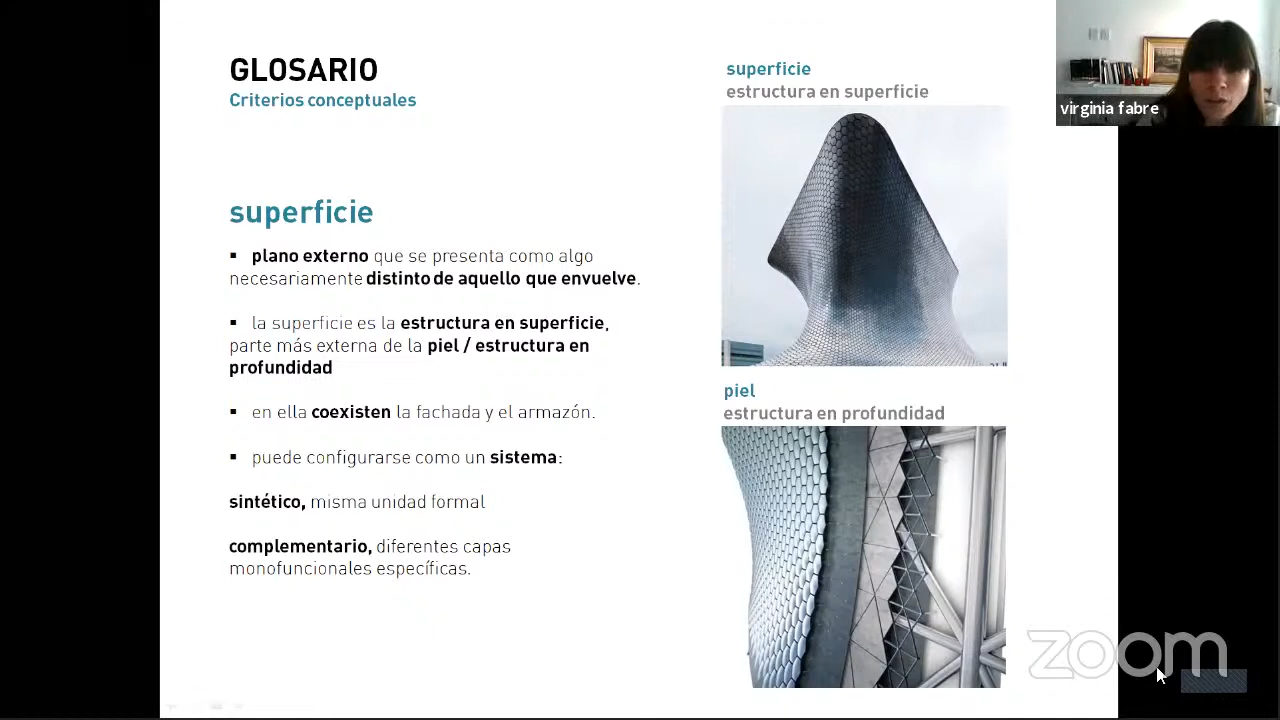 GLOSARIO
Criterios conceptuales
superficie
▪ plano externo que se presenta como algo
necesariamente distinto de aquello que envuelve.
▪ la superficie es la estructura en superficie,
parte más externa de la piel / estructura en
profundidad
▪ en ella coexisten la fachada y el armazón.
▪ puede configurarse como un sistema:
sintético, misma unidad formal
complementario, diferentes capas
monofuncionales específicas.
superficie
estructura en superficie
piel
estructura en profundidad
virginia fabre
zoom